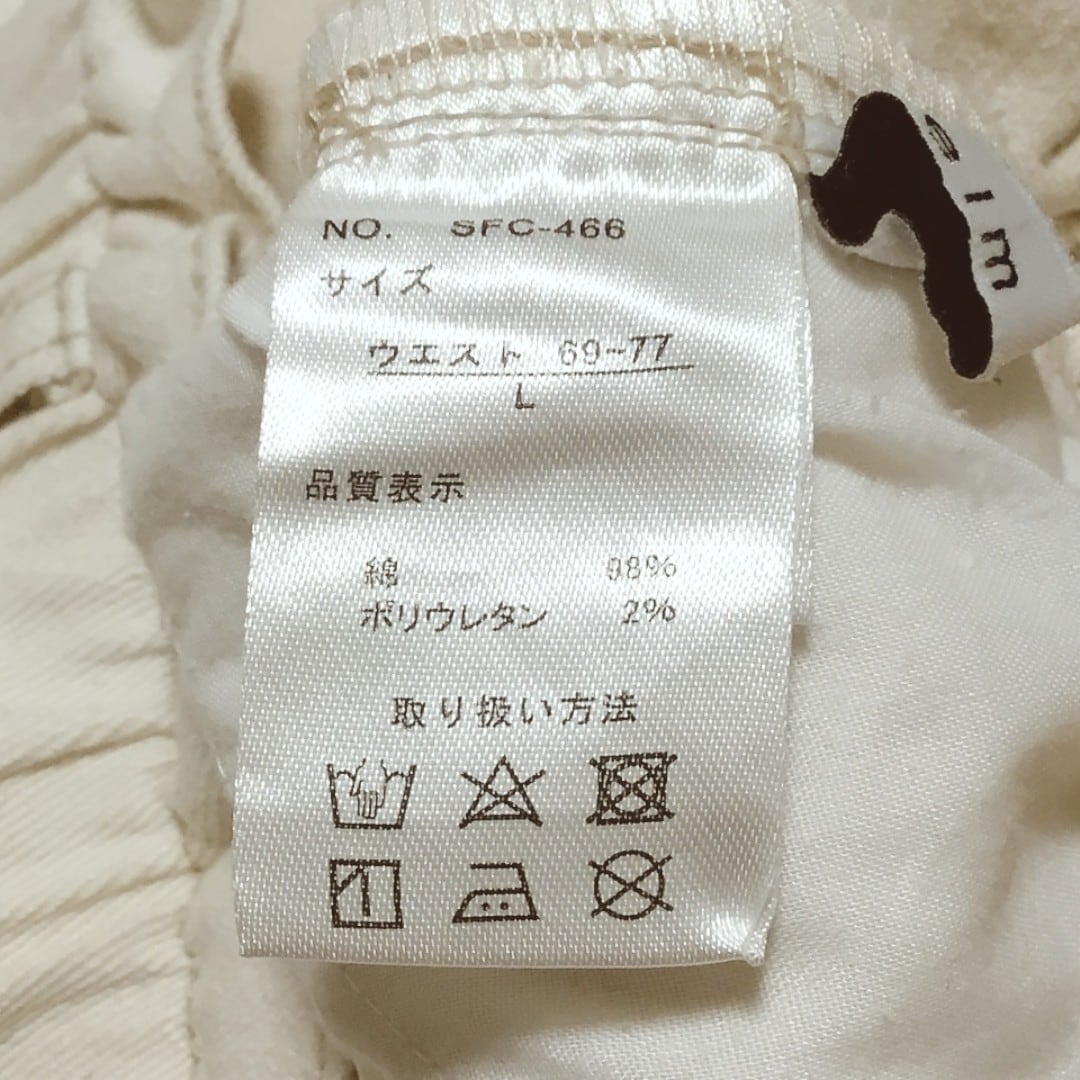 NO. SFC-466
サイズ
ウエスト 69~77
L
品質表示
綿 98%
ポリウレタン 2%
取り扱い方法